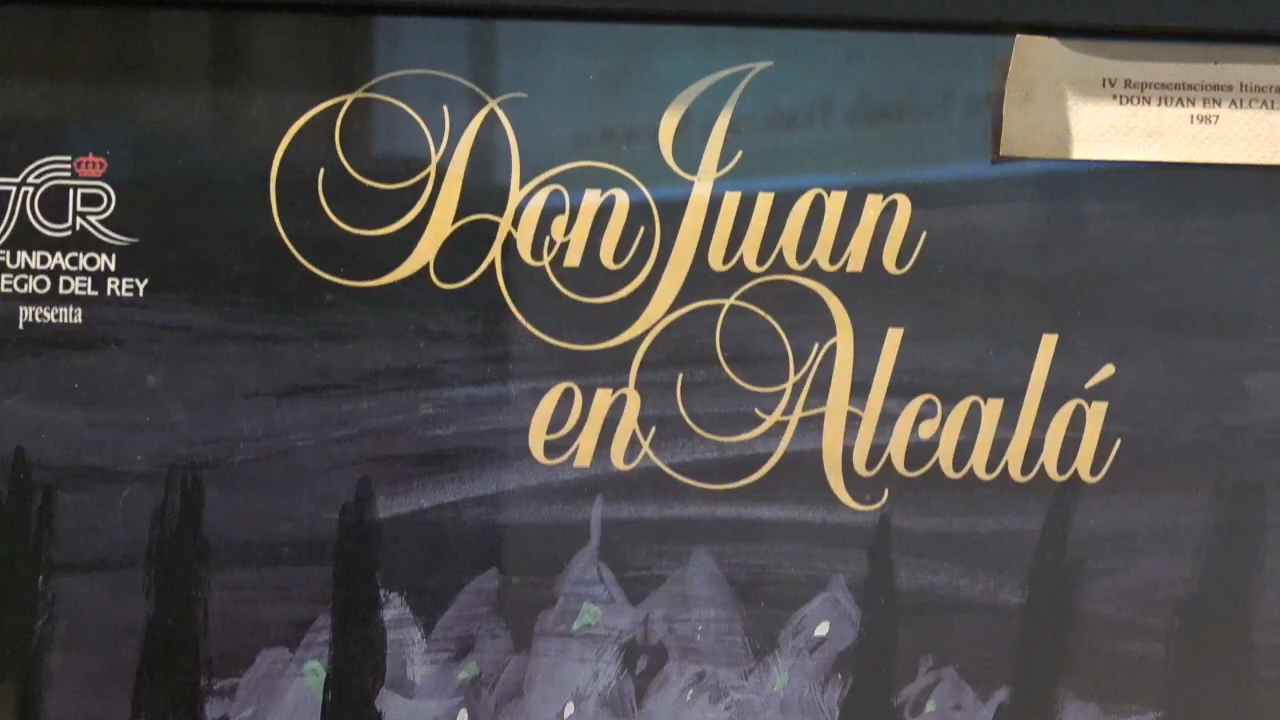 IV Representaciones Itinera
"DON JUAN EN ALCAL
1987
FCR
FUNDACION
EGIO DEL REY
presenta
Don Juan
en Alcalá